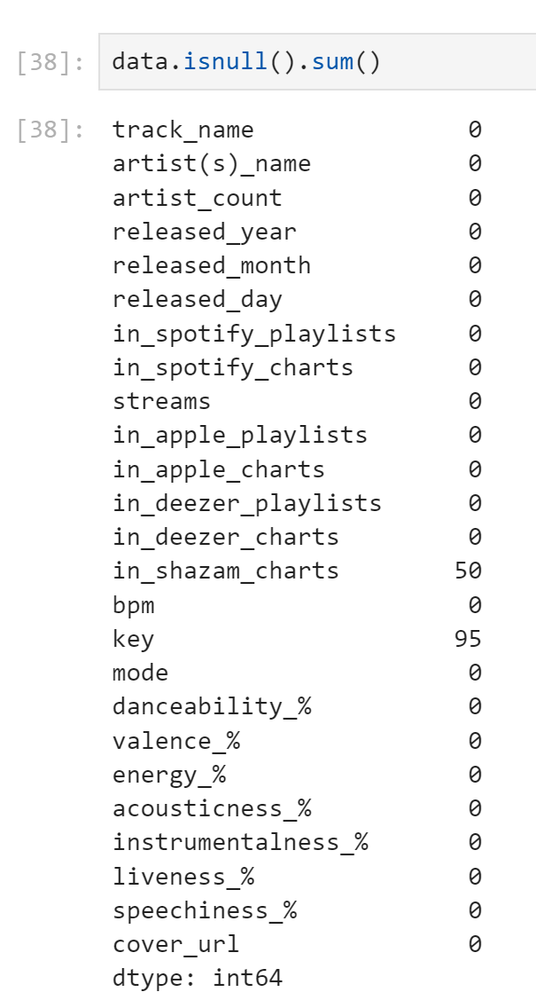 [38]: data.isnull().sum()
[38]: track_name 0
artist(s)_name 0
artist_count 0
released_year 0
released_month 0
released_day 0
in_spotify_playlists 0
in_spotify_charts 0
streams 0
in_apple_playlists 0
in_apple_charts 0
in_deezer_playlists 0
in_deezer_charts 0
in_shazam_charts 50
bpm 0
key 95
mode 0
danceability_% 0
valence_% 0
energy_% 0
acousticness_% 0
instrumentalness_% 0
liveness_% 0
speechiness_% 0
cover_url 0
dtype: int64